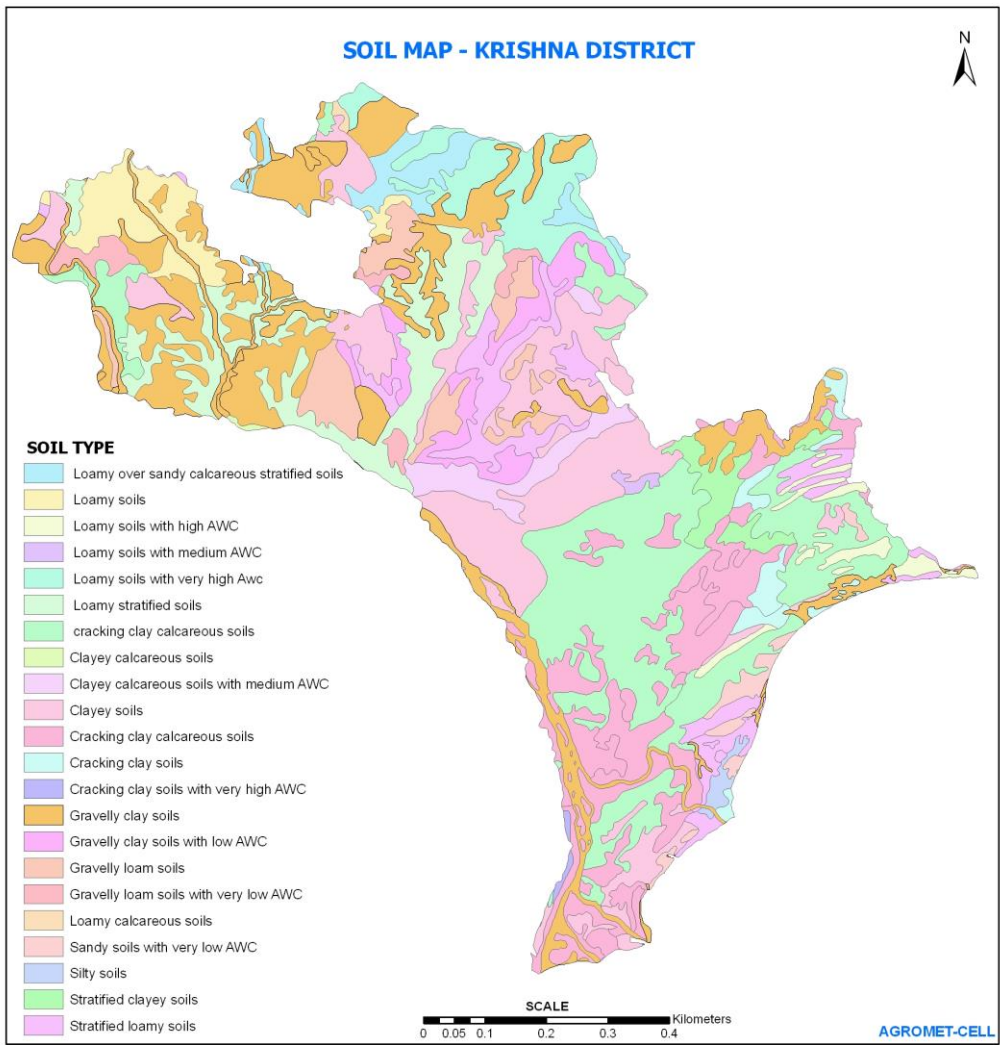 SOIL MAP - KRISHNA DISTRICT
N
SOIL TYPE
Loamy over sandy calcareous stratified soils
Loamy soils
Loamy soils with high AWC
Loamy soils with medium AWC
Loamy soils with very high Awc
Loamy stratified soils
cracking clay calcareous soils
Clayey calcareous soils
Clayey calcareous soils with medium AWC
Clayey soils
Cracking clay calcareous soils
Cracking clay soils
Cracking clay soils with very high AWC
Gravelly clay soils
Gravelly clay soils with low AWC
Gravelly loam soils
Gravelly loam soils with very low AWC
Loamy calcareous soils
Sandy soils with very low AWC
Silty soils
Stratified clayey soils
Stratified loamy soils
SCALE
Kilometers
0 0.05 0.1 0.2 0.3 0.4
AGROMET-CELL